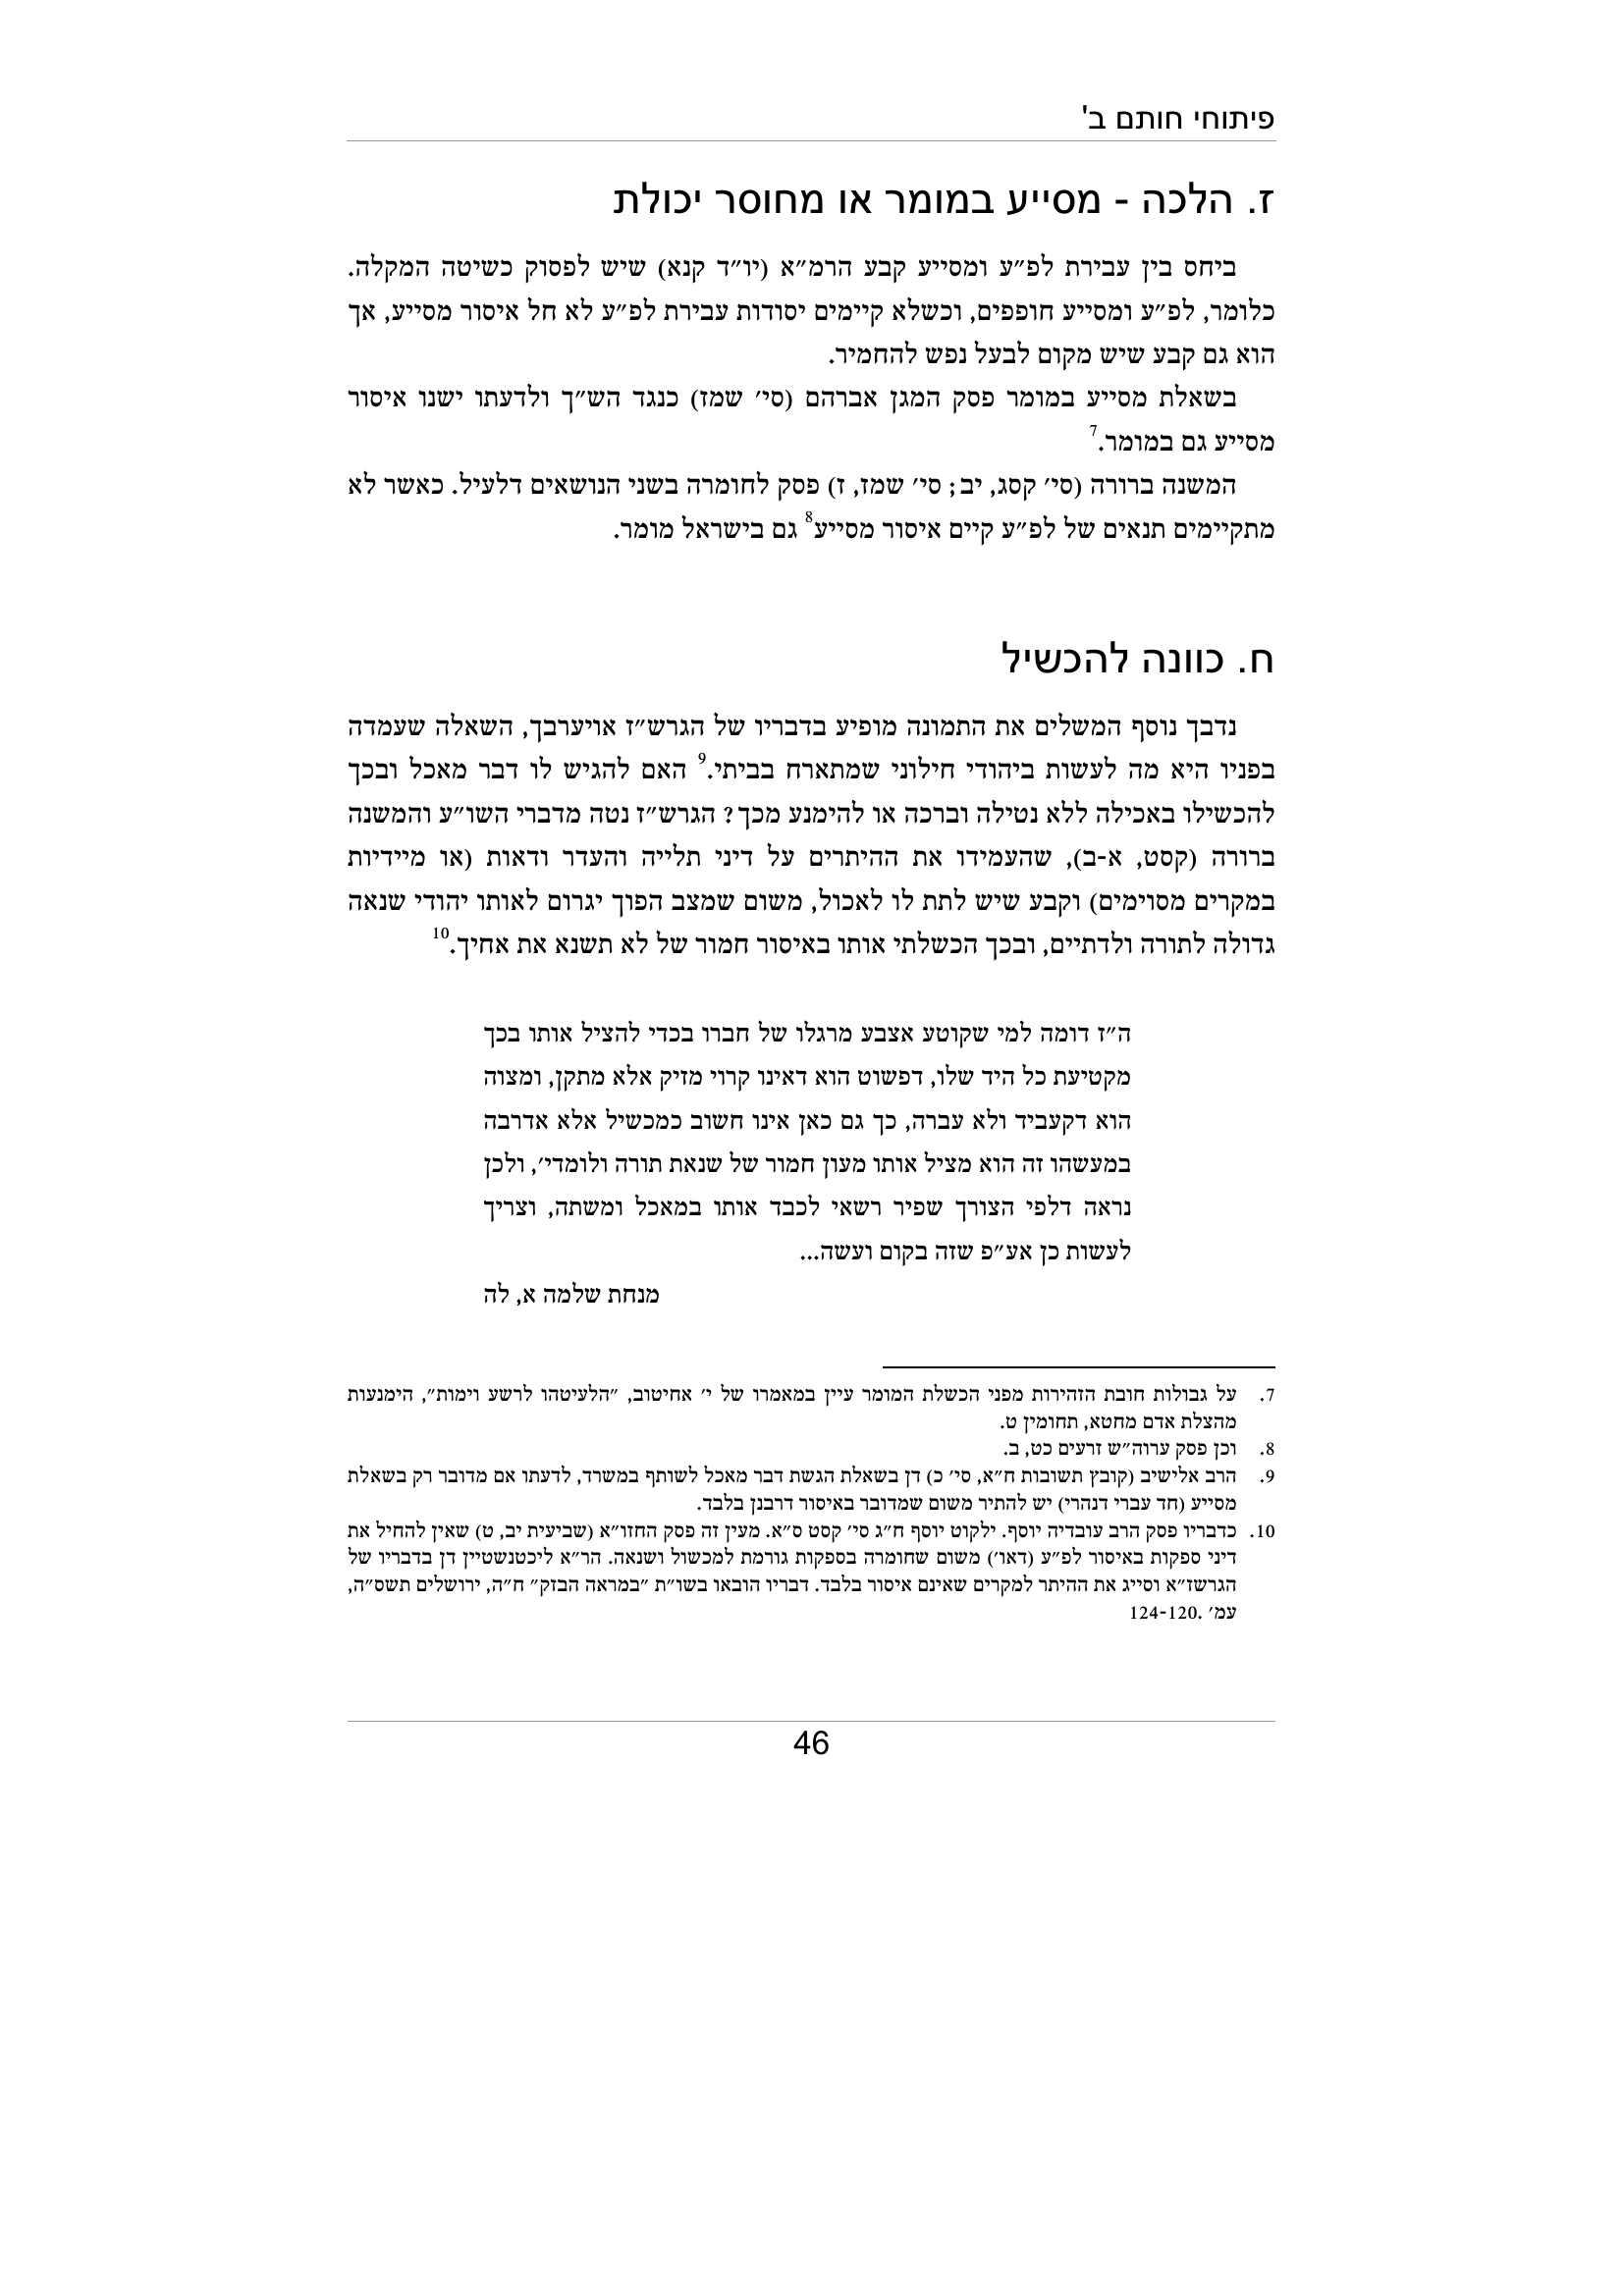 פיתוחי חותם ב'
ז. הלכה - מסייע במומר או מחוסר יכולת
ביחס בין עבירת לפ״ע ומסייע קבע הרמ״א (יו״ד קנא) שיש לפסוק כשיטה המקלה.
כלומר, לפ״ע ומסייע חופפים, וכשלא קיימים יסודות עבירת לפ״ע לא חל איסור מסייע, אך
הוא גם קבע שיש מקום לבעל נפש להחמיר.
בשאלת מסייע במומר פסק המגן אברהם (סי׳ שמז) כנגד הש״ך ולדעתו ישנו איסור
מסייע גם במומר.7
המשנה ברורה (סי׳ קסג, יב; סי׳ שמז, ז) פסק לחומרה בשני הנושאים דלעיל. כאשר לא
מתקיימים תנאים של לפ״ע קיים איסור מסייע8 גם בישראל מומר.
ח. כוונה להכשיל
נדבך נוסף המשלים את התמונה מופיע בדבריו של הגרש״ז אויערבך, השאלה שעמדה
בפניו היא מה לעשות ביהודי חילוני שמתארח בביתי.9 האם להגיש לו דבר מאכל ובכך
להכשילו באכילה ללא נטילה וברכה או להימנע מכך? הגרש״ז נטה מדברי השו״ע והמשנה
ברורה (קסט, א-ב), שהעמידו את ההיתרים על דיני תלייה והעדר ודאות (או מיידיות
במקרים מסוימים) וקבע שיש לתת לו לאכול, משום שמצב הפוך יגרום לאותו יהודי שנאה
גדולה לתורה ולדתיים, ובכך הכשלתי אותו באיסור חמור של לא תשנא את אחיך.10
ה״ז דומה למי שקוטע אצבע מרגלו של חברו בכדי להציל אותו בכך
מקטיעת כל היד שלו, דפשוט הוא דאינו קרוי מזיק אלא מתקן, ומצוה
הוא דקעביד ולא עברה, כך גם כאן אינו חשוב כמכשיל אלא אדרבה
במעשהו זה הוא מציל אותו מעון חמור של שנאת תורה ולומדי׳, ולכן
נראה דלפי הצורך שפיר רשאי לכבד אותו במאכל ומשתה, וצריך
לעשות כן אע״פ שזה בקום ועשה...
מנחת שלמה א, לה
7. על גבולות חובת הזהירות מפני הכשלת המומר עיין במאמרו של י׳ אחיטוב, ״הלעיטהו לרשע וימות״, הימנעות
מהצלת אדם מחטא, תחומין ט.
8. וכן פסק ערוה״ש זרעים כט, ב.
9. הרב אלישיב (קובץ תשובות ח״א, סי׳ כ) דן בשאלת הגשת דבר מאכל לשותף במשרד, לדעתו אם מדובר רק בשאלת
מסייע (חד עברי דנהרי) יש להתיר משום שמדובר באיסור דרבנן בלבד.
10. כדבריו פסק הרב עובדיה יוסף. ילקוט יוסף ח״ג סי׳ קסט ס״א. מעין זה פסק החזו״א (שביעית יב, ט) שאין להחיל את
דיני ספקות באיסור לפ״ע (דאו׳) משום שחומרה בספקות גורמת למכשול ושנאה. הר״א ליכטנשטיין דן בדבריו של
הגרשז״א וסייג את ההיתר למקרים שאינם איסור בלבד. דבריו הובאו בשו״ת ״במראה הבזק״ ח״ה, ירושלים תשס״ה,
עמ׳ .124-120
46